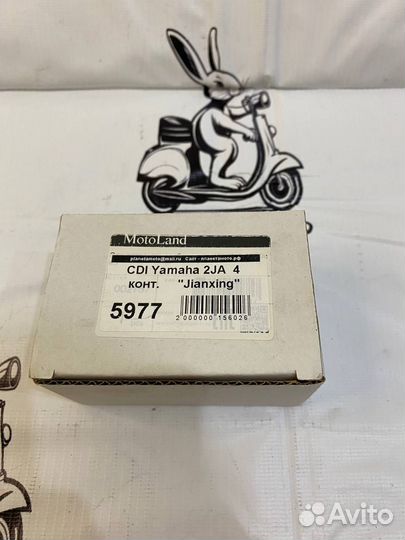 MotoLand
planetamoto@mail.ru Сайт - планетамото.рф
CDI Yamaha 2JA 4
конт. "Jianxing"
5977
2 000000 156026
Avito